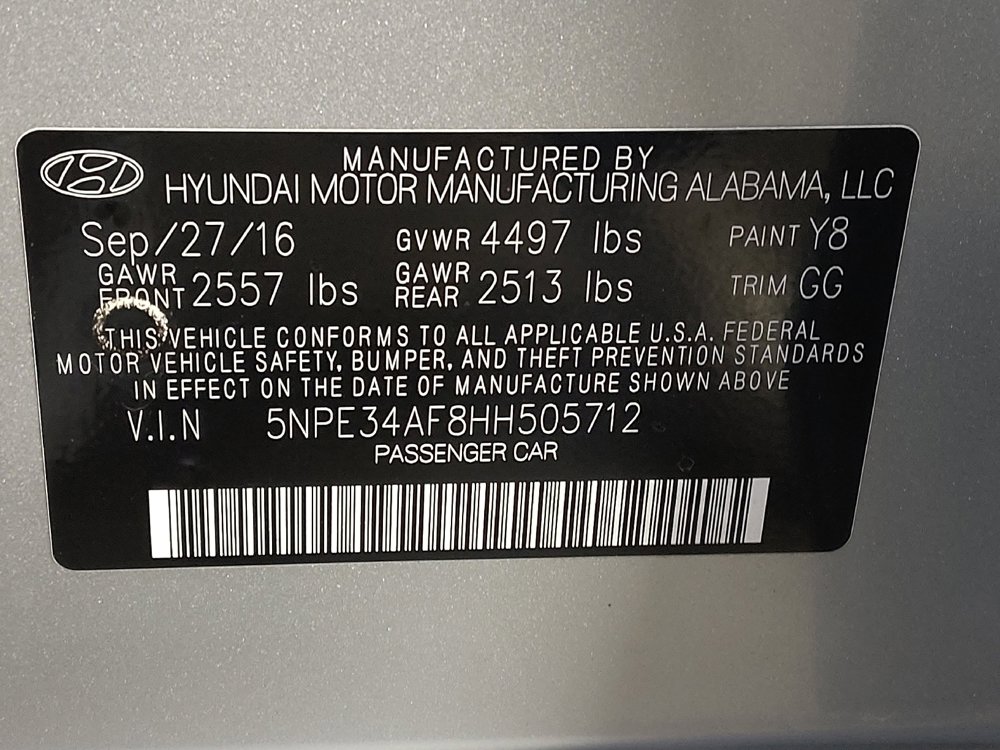 MANUFACTURED BY
HYUNDAI MOTOR MANUFACTURING ALABAMA, LLC
Sep/27/16 GVWR 4497 lbs PAINT Y8
GAWR FRONT 2557 lbs GAWR REAR 2513 lbs TRIM GG
THIS VEHICLE CONFORMS TO ALL APPLICABLE U.S.A. FEDERAL
MOTOR VEHICLE SAFETY, BUMPER, AND THEFT PREVENTION STANDARDS
IN EFFECT ON THE DATE OF MANUFACTURE SHOWN ABOVE
V.I.N 5NPE34AF8HH505712
PASSENGER CAR